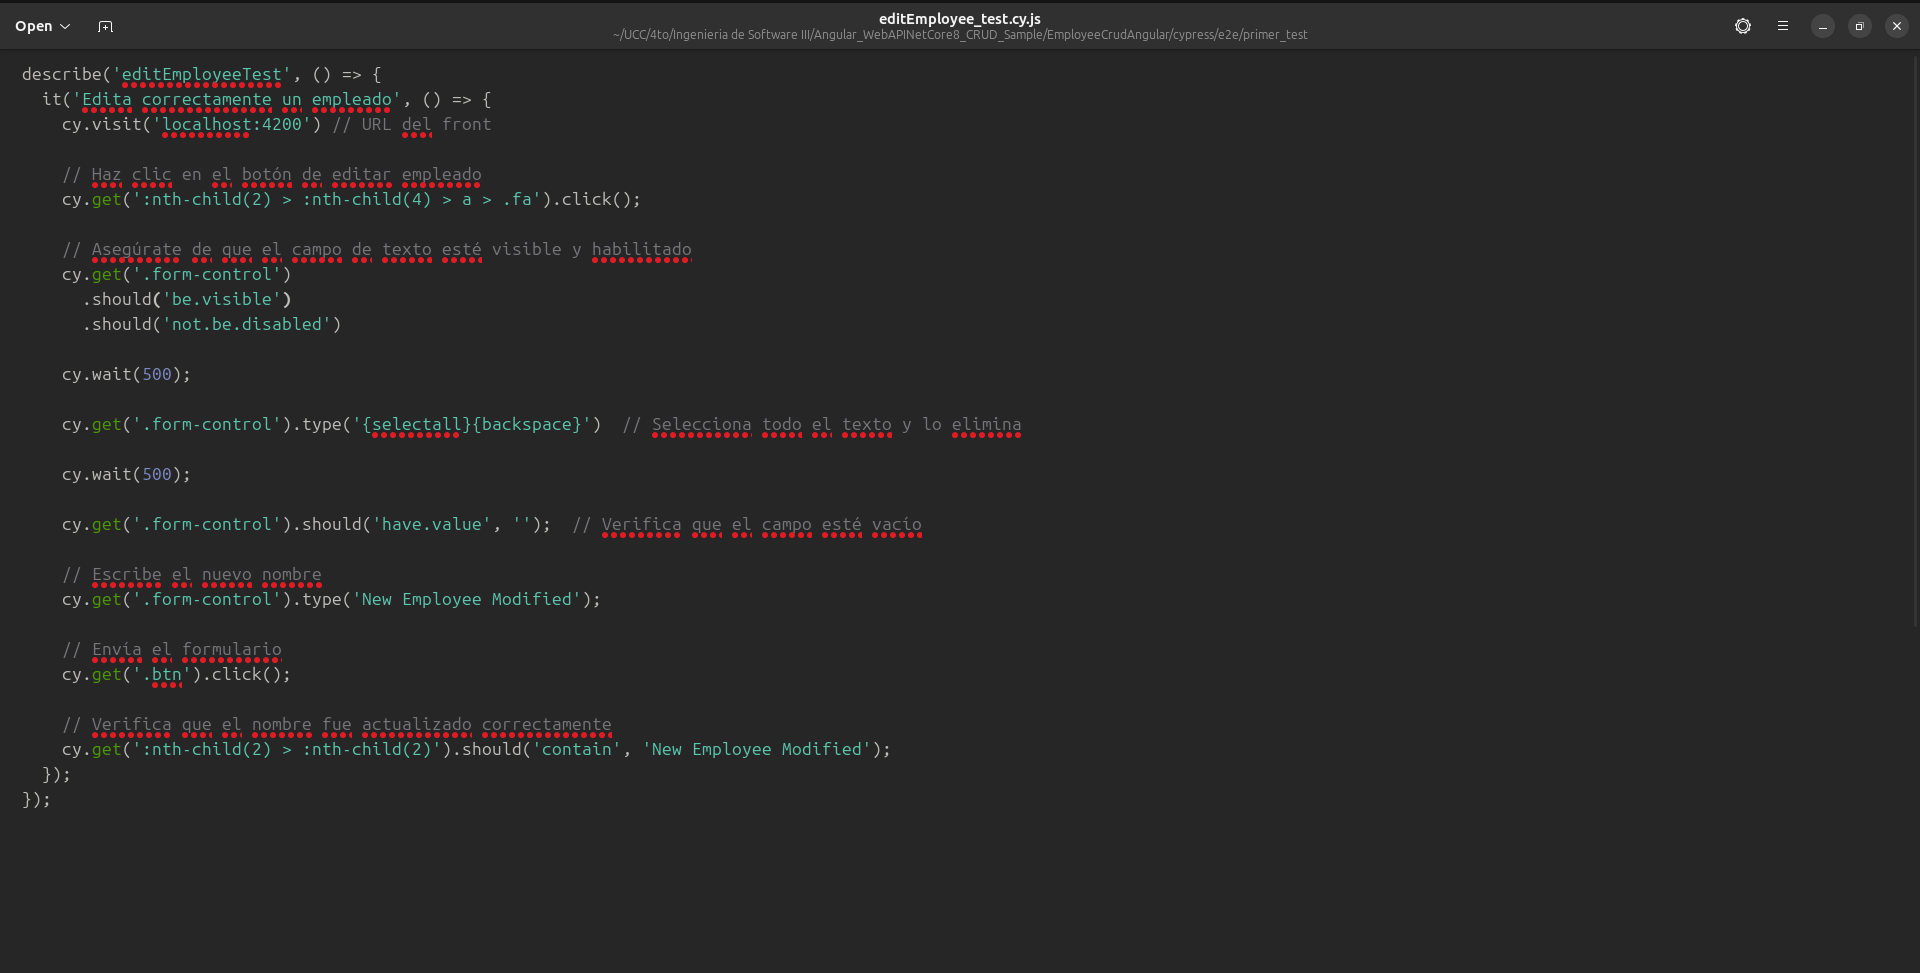 Open
editEmployee_test.cy.js
~/UCC/4to/Ingenieria de Software III/Angular_WebAPINetCore8_CRUD_Sample/EmployeeCrudAngular/cypress/e2e/primer_test
describe('editEmployeeTest', () => {
  it('Edita correctamente un empleado', () => {
    cy.visit('localhost:4200') // URL del front

    // Haz clic en el botón de editar empleado
    cy.get(':nth-child(2) > :nth-child(4) > a > .fa').click();

    // Asegúrate de que el campo de texto esté visible y habilitado
    cy.get('.form-control')
      .should('be.visible')
      .should('not.be.disabled')

    cy.wait(500);

    cy.get('.form-control').type('{selectall}{backspace}')  // Selecciona todo el texto y lo elimina

    cy.wait(500);

    cy.get('.form-control').should('have.value', '');  // Verifica que el campo esté vacío

    // Escribe el nuevo nombre
    cy.get('.form-control').type('New Employee Modified');

    // Envía el formulario
    cy.get('.btn').click();

    // Verifica que el nombre fue actualizado correctamente
    cy.get(':nth-child(2) > :nth-child(2)').should('contain', 'New Employee Modified');
  });
});